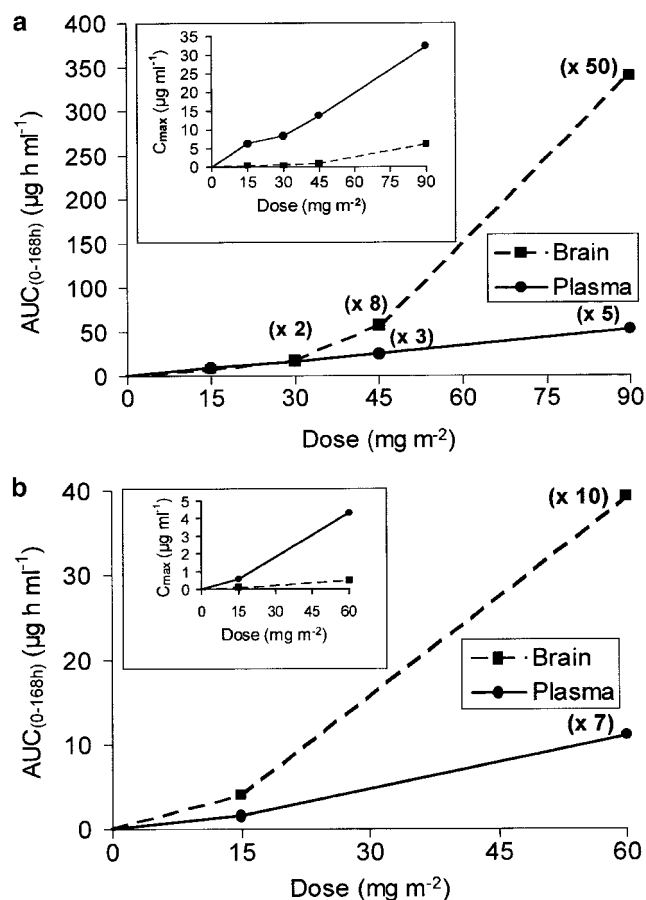 a
AUC(0-168h) (µg h ml⁻¹)
400
350
300
250
200
150
100
50
0
0 15 30 45 60 75 90
Dose (mg m⁻²)
Cmax (µg ml⁻¹)
35
30
25
20
15
10
5
0
0 15 30 45 60 75 90
Dose (mg m⁻²)
(x 50)
Brain
Plasma
(x 8)
(x 2)
(x 3)
(x 5)
b
AUC(0-168h) (µg h ml⁻¹)
40
30
20
10
0
0 15 30 45 60
Dose (mg m⁻²)
Cmax (µg ml⁻¹)
5
4
3
2
1
0
0 15 30 45 60
Dose (mg m⁻²)
(x 10)
Brain
Plasma
(x 7)